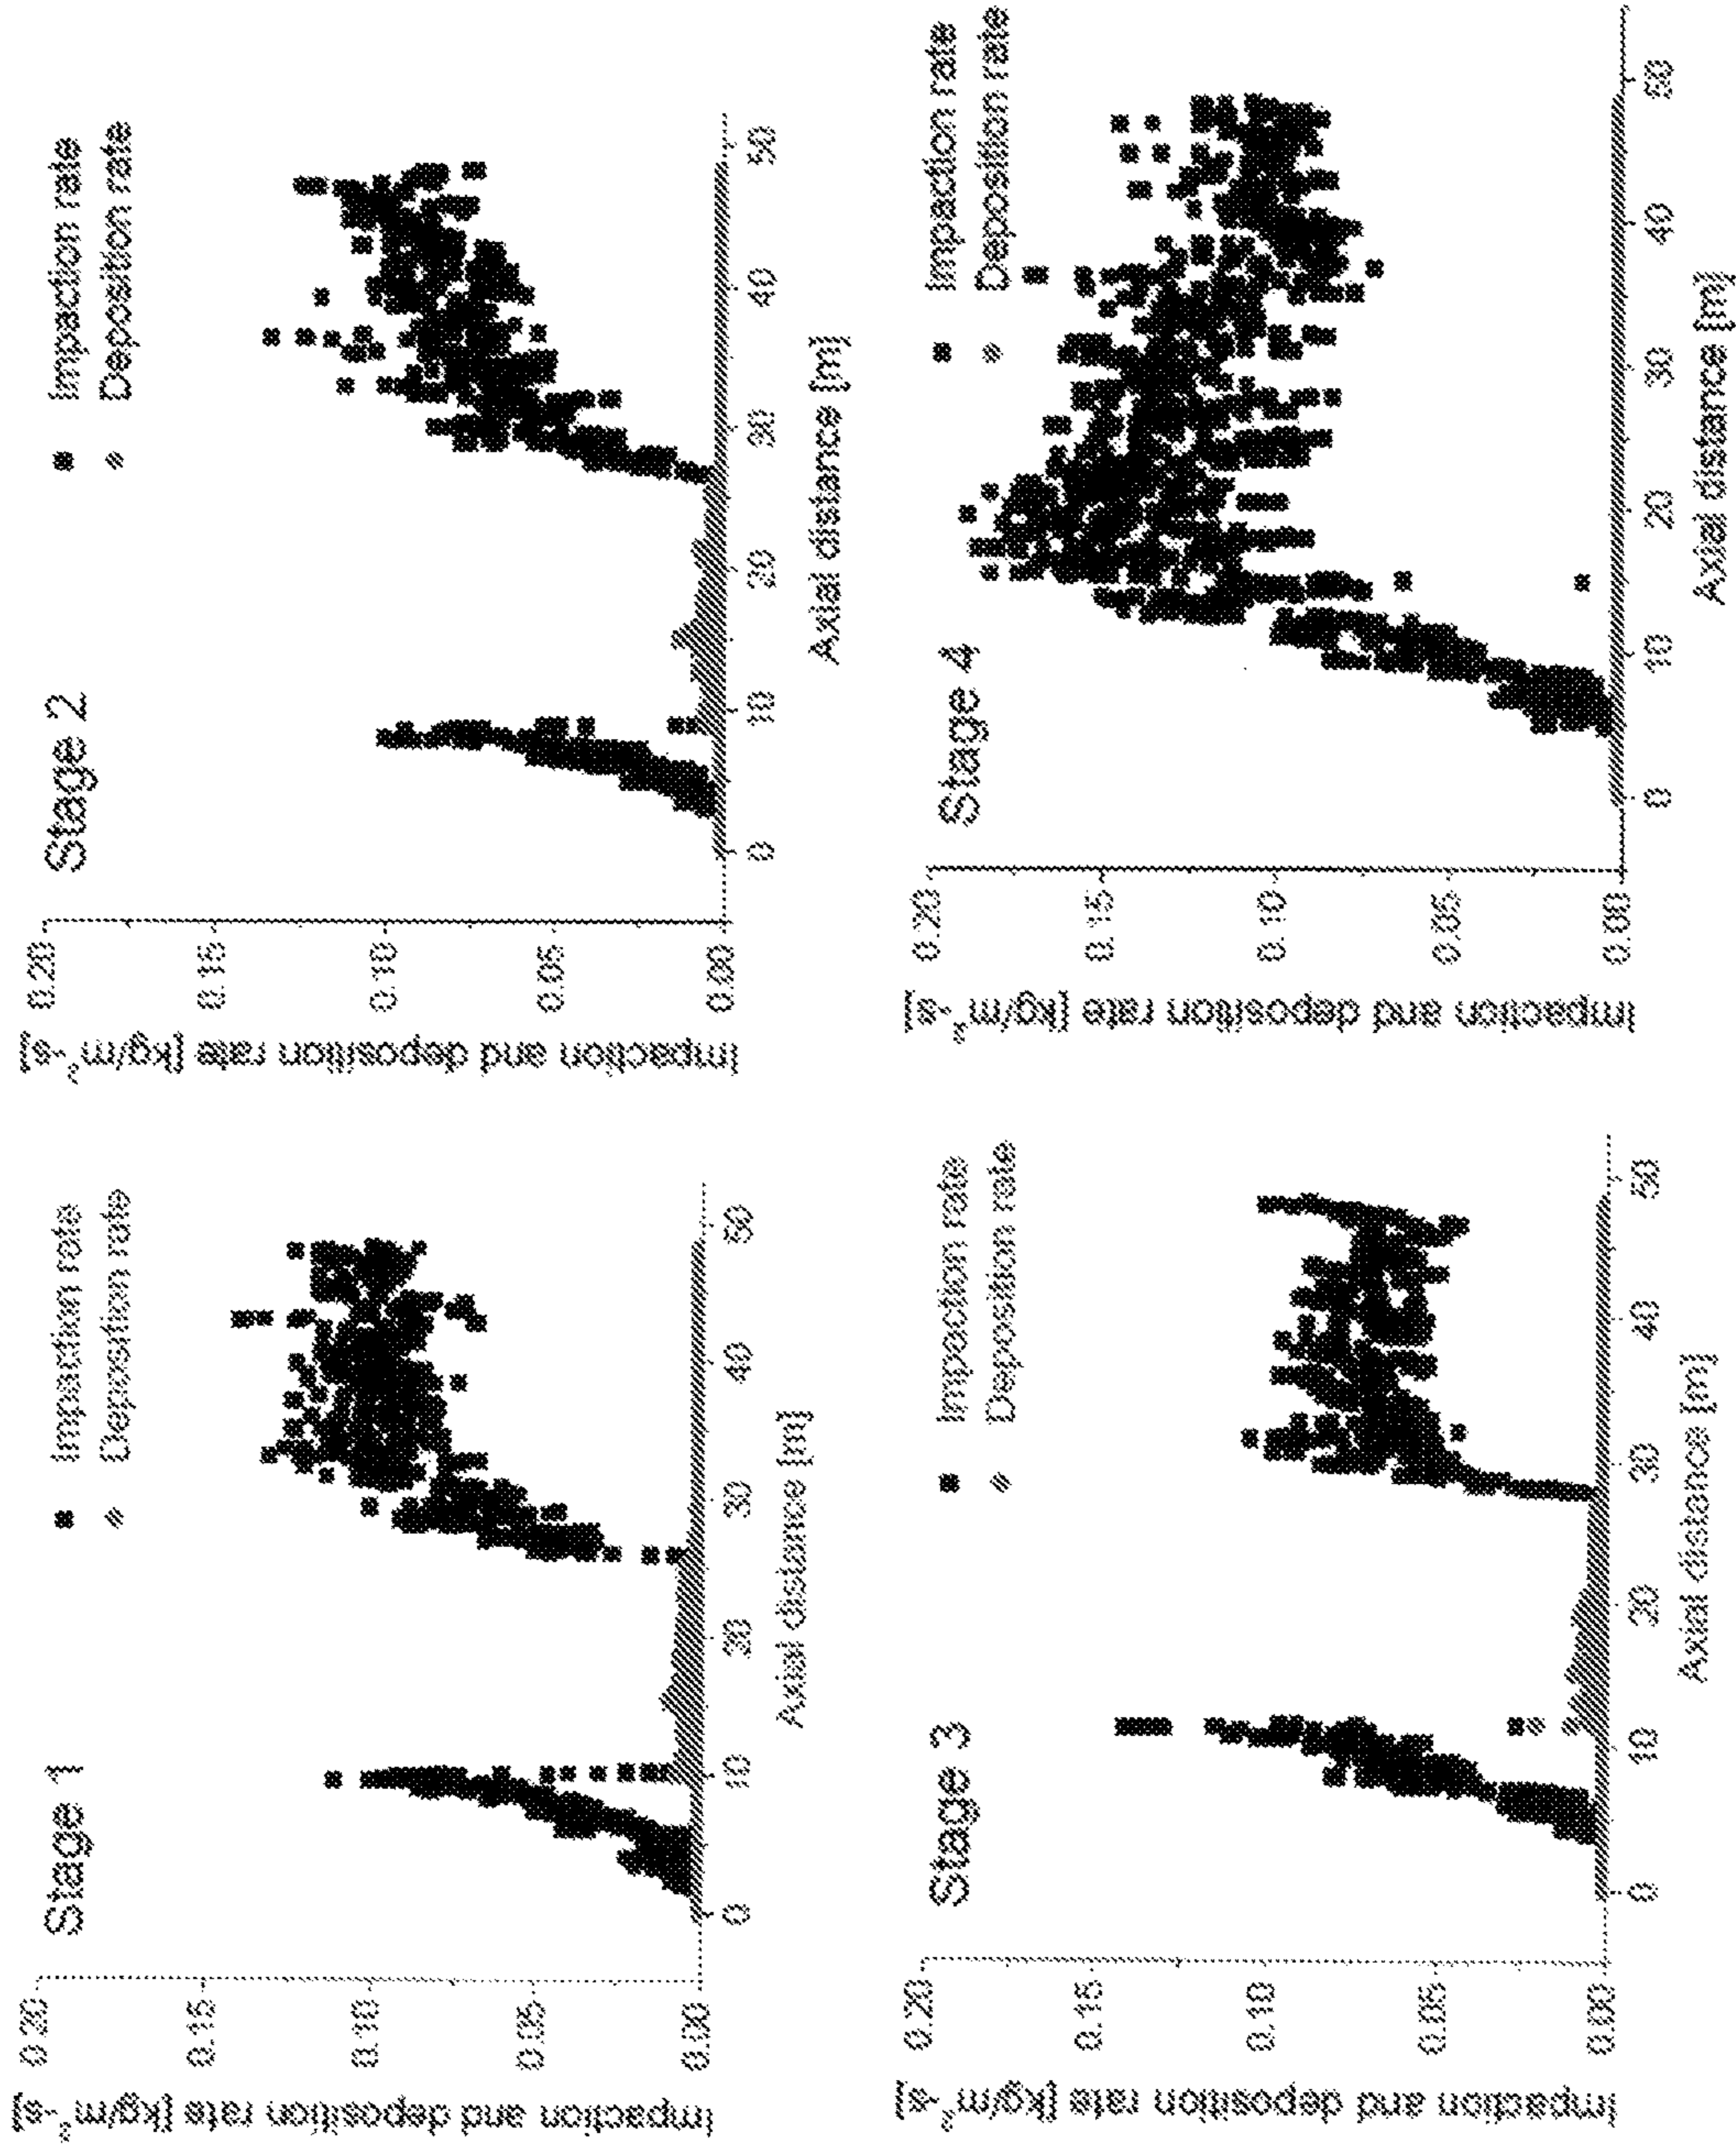 Stage 1
Impaction rate
Deposition rate
Impaction and deposition rate [kg/m²s]
0.20
0.15
0.10
0.05
0.00
0
10
20
30
40
50
Axial distance [m]
Stage 2
Impaction rate
Deposition rate
Impaction and deposition rate [kg/m²s]
0.20
0.15
0.10
0.05
0.00
0
10
20
30
40
50
Axial distance [m]
Stage 3
Impaction rate
Deposition rate
Impaction and deposition rate [kg/m²s]
0.20
0.15
0.10
0.05
0.00
0
10
20
30
40
50
Axial distance [m]
Stage 4
Impaction rate
Deposition rate
Impaction and deposition rate [kg/m²s]
0.20
0.15
0.10
0.05
0.00
0
10
20
30
40
50
Axial distance [m]